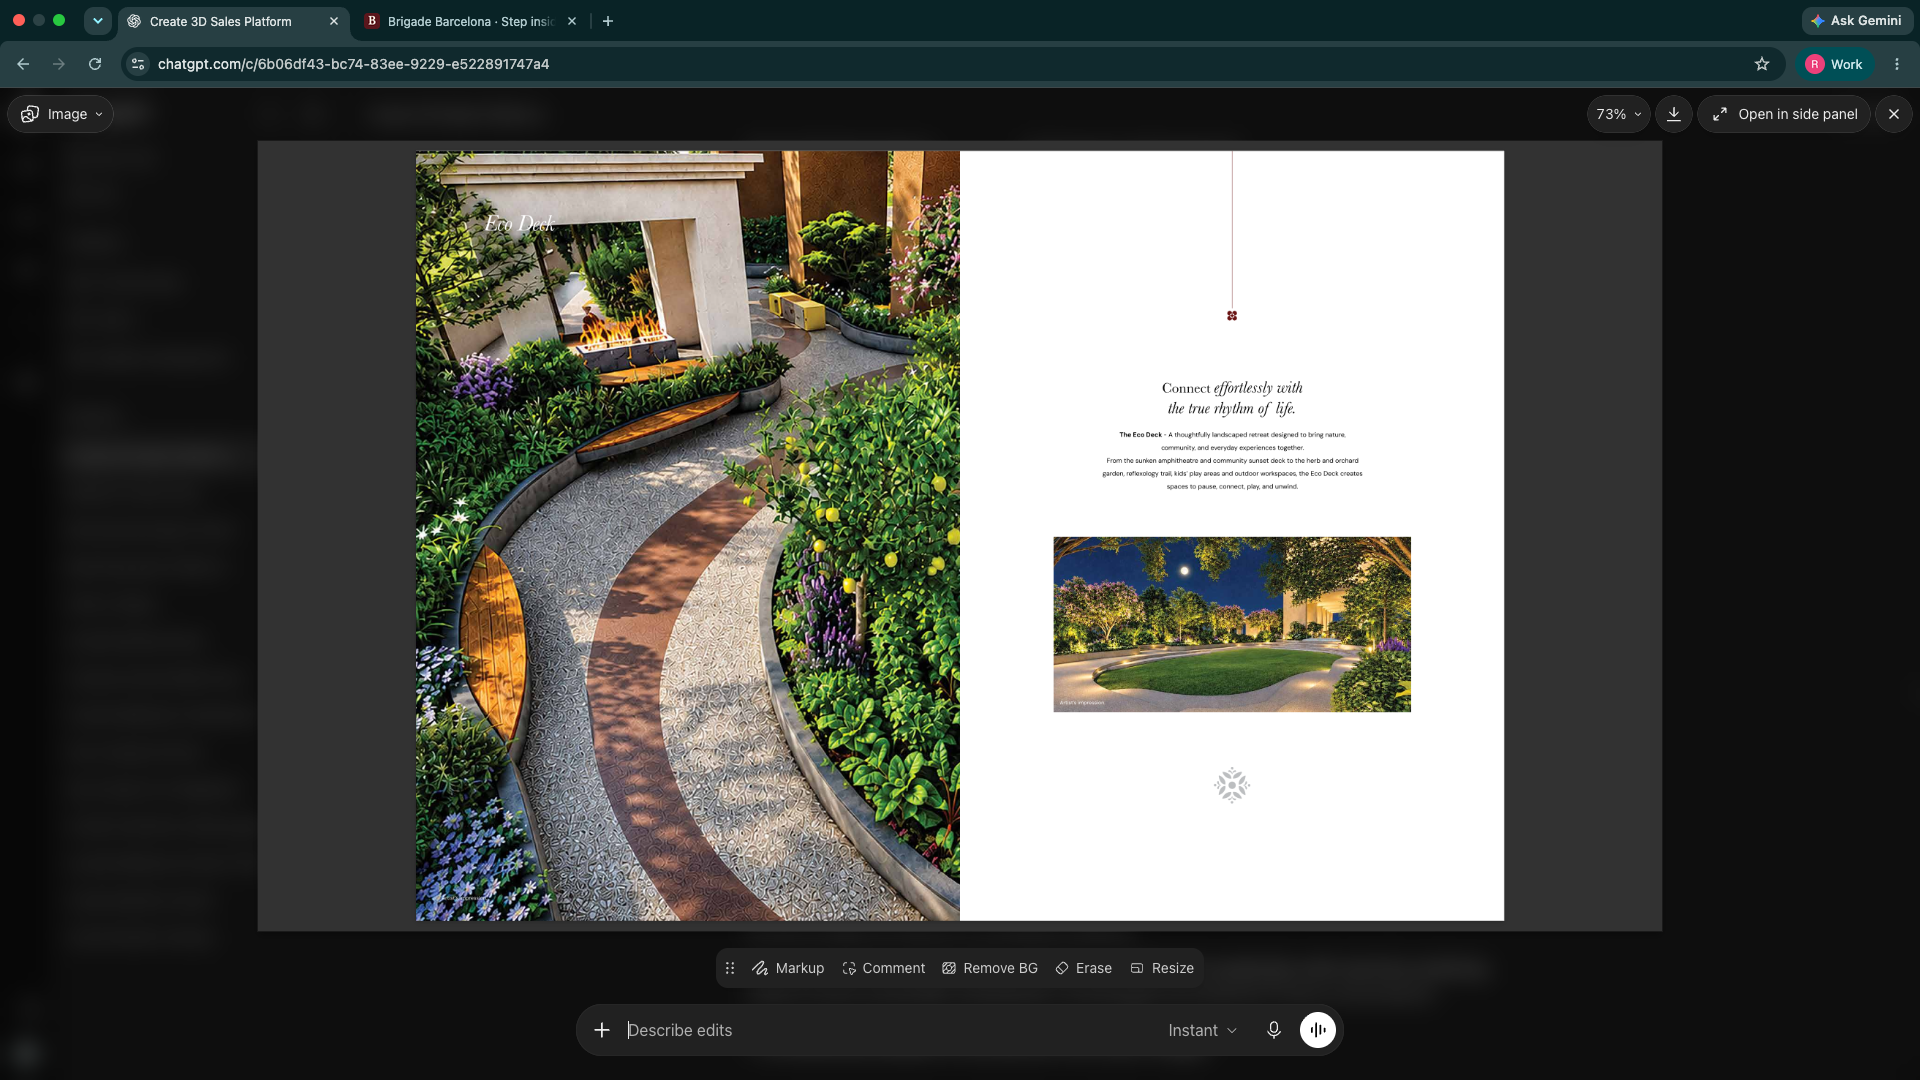 Create 3D Sales Platform
B
Brigade Barcelona · Step insi
Ask Gemini
chatgpt.com/c/6b06df43-bc74-83ee-9229-e522891747a4
R
Work
Image
73%
Open in side panel
Eco Deck
Connect effortlessly with
the true rhythm of life.
The Eco Deck - A thoughtfully landscaped retreat designed to bring nature,
community, and everyday experiences together.
From the sunken amphitheatre and community sunset deck to the herb and orchard
garden, reflexology trail, kids' play areas and outdoor workspaces, the Eco Deck creates
spaces to pause, connect, play, and unwind.
Artist's Impression
Markup
Comment
Remove BG
Erase
Resize
Describe edits
Instant